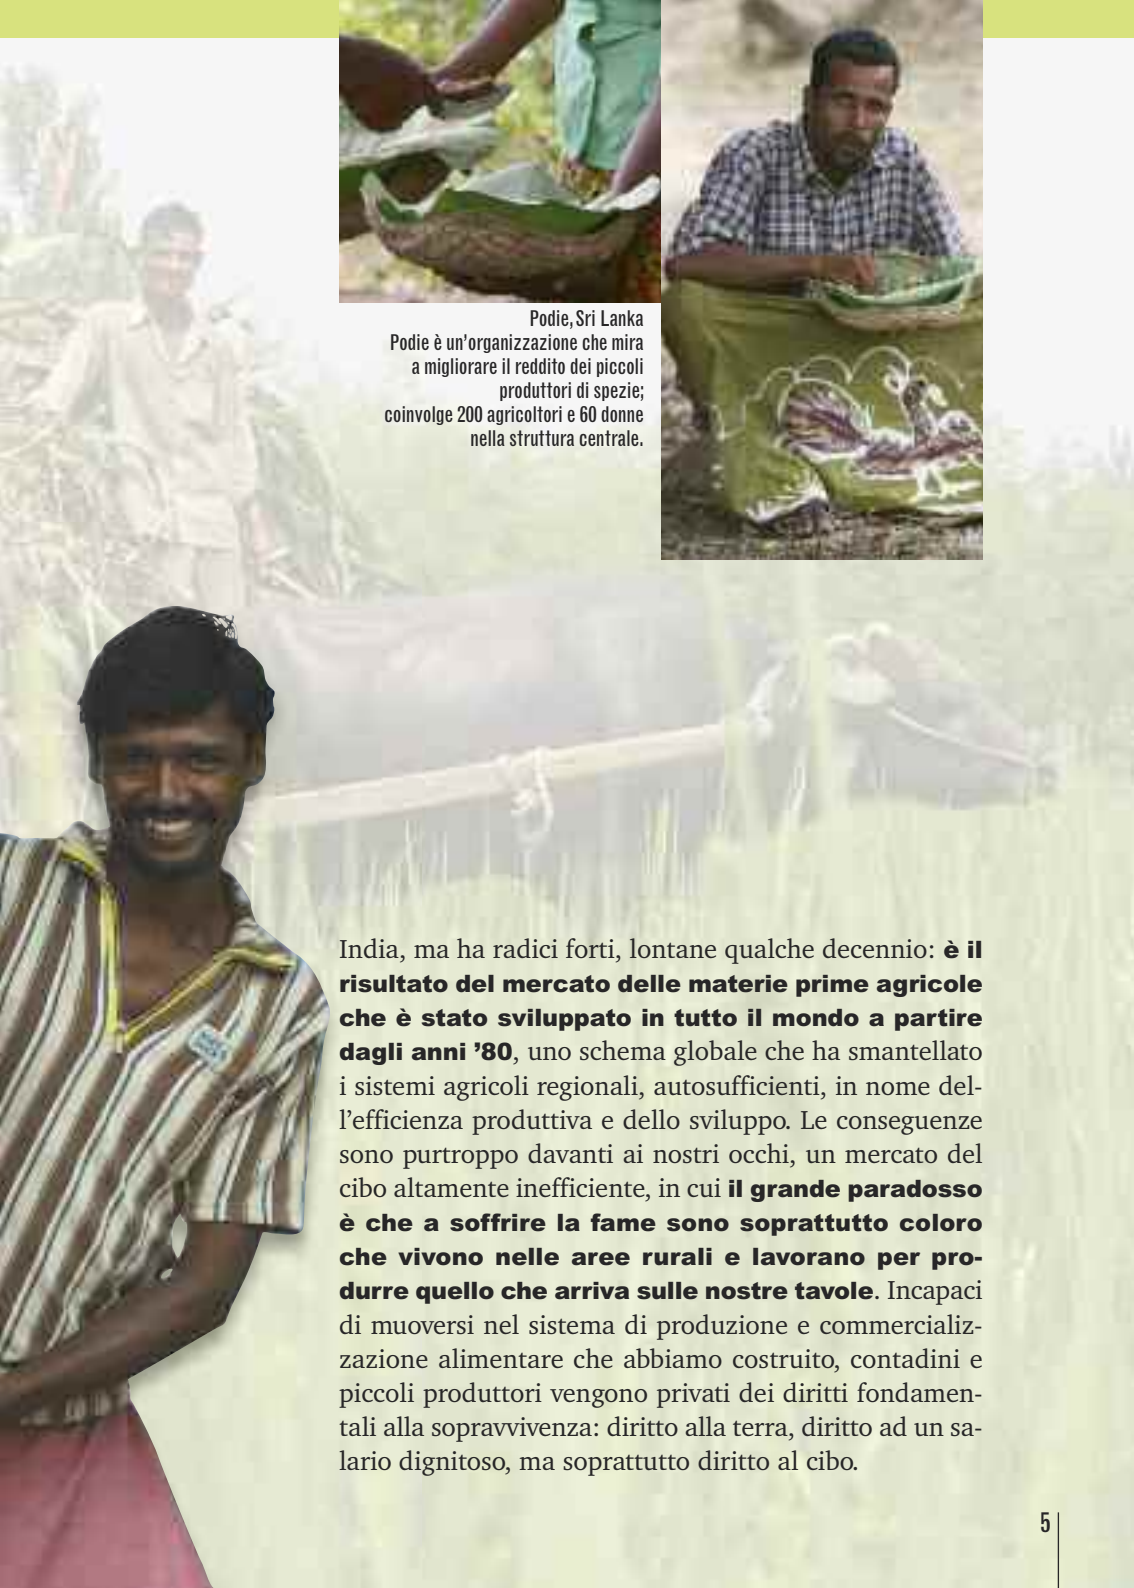 Podie, Sri Lanka
Podie è un'organizzazione che mira
a migliorare il reddito dei piccoli
produttori di spezie;
coinvolge 200 agricoltori e 60 donne
nella struttura centrale.
India, ma ha radici forti, lontane qualche decennio: è il
risultato del mercato delle materie prime agricole
che è stato sviluppato in tutto il mondo a partire
dagli anni ’80, uno schema globale che ha smantellato
i sistemi agricoli regionali, autosufficienti, in nome del-
l’efficienza produttiva e dello sviluppo. Le conseguenze
sono purtroppo davanti ai nostri occhi, un mercato del
cibo altamente inefficiente, in cui il grande paradosso
è che a soffrire la fame sono soprattutto coloro
che vivono nelle aree rurali e lavorano per pro-
durre quello che arriva sulle nostre tavole. Incapaci
di muoversi nel sistema di produzione e commercializ-
zazione alimentare che abbiamo costruito, contadini e
piccoli produttori vengono privati dei diritti fondamen-
tali alla sopravvivenza: diritto alla terra, diritto ad un sa-
lario dignitoso, ma soprattutto diritto al cibo.
5